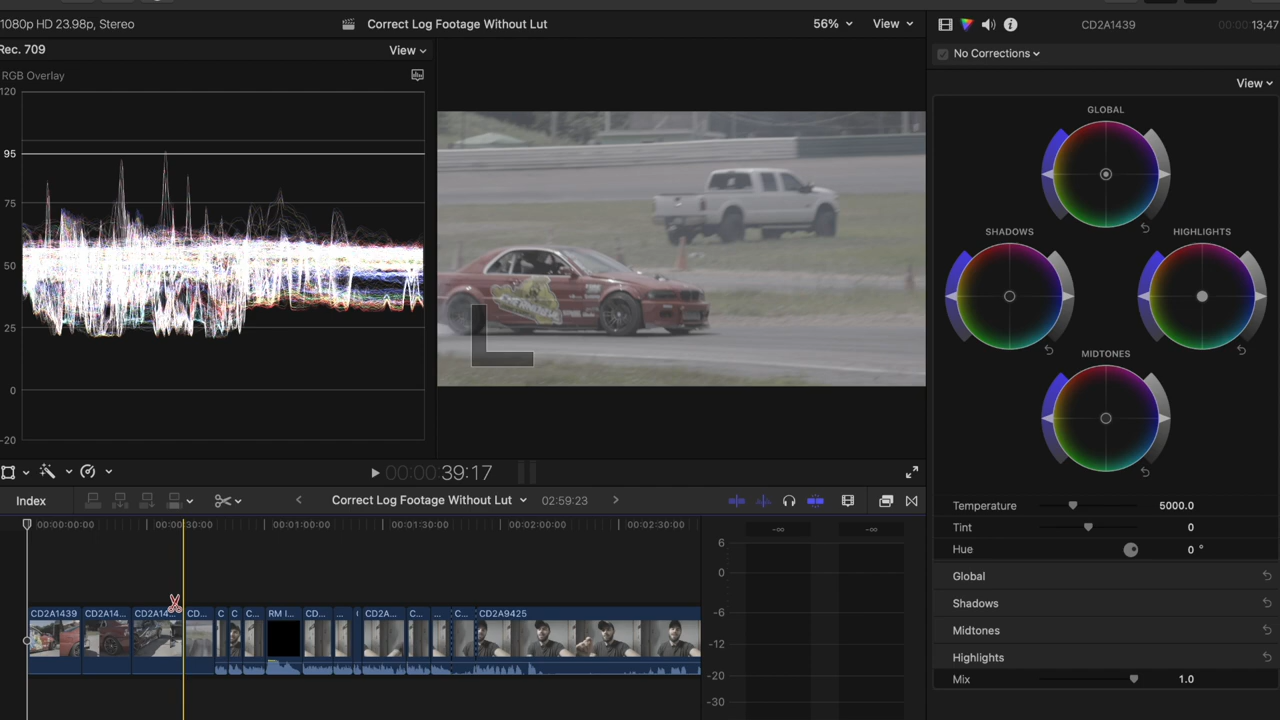 1080p HD 23.98p, Stereo
Correct Log Footage Without Lut
56%
View
CD2A1439
00:00:13;47
Rec. 709
View
No Corrections
RGB Overlay
View
120
95
75
50
25
0
-20
GLOBAL
SHADOWS
HIGHLIGHTS
MIDTONES
00:00:39:17
Index
Correct Log Footage Without Lut
02:59:23
00:00:00:00
00:00:30:00
00:01:00:00
00:01:30:00
00:02:00:00
00:02:30:00
CD2A1439
CD2A14...
CD2A14...
CD...
C
C
C...
RM I...
CD...
...
CD2A...
C...
...
C...
CD2A9425
-∞
-∞
6
0
-6
-12
-20
-30
Temperature
5000.0
Tint
0
Hue
0 °
Global
Shadows
Midtones
Highlights
Mix
1.0